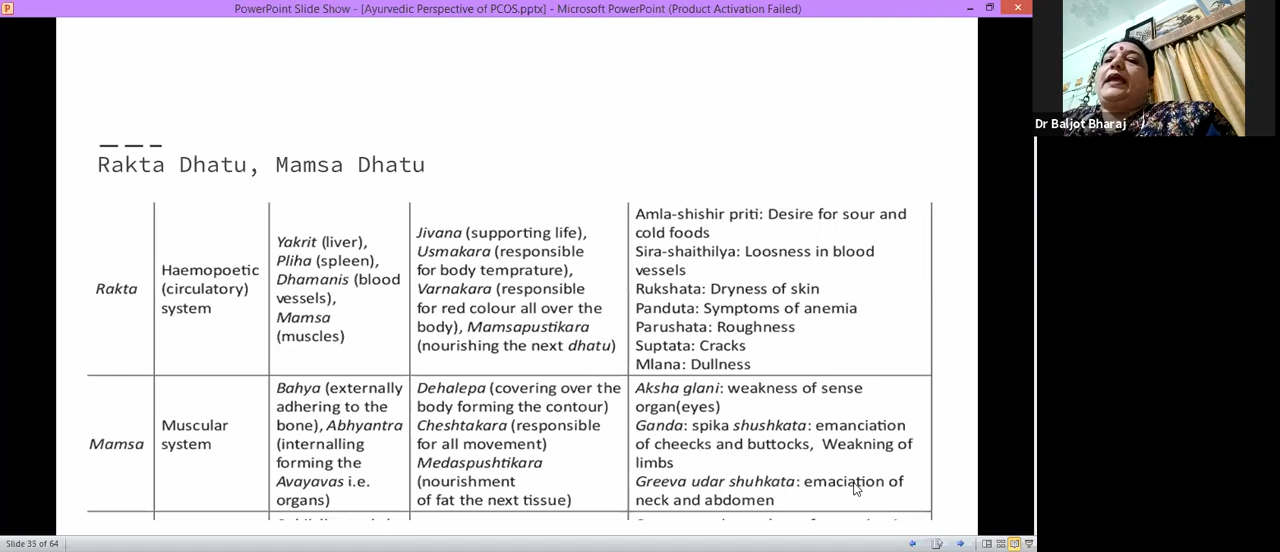 PowerPoint Slide Show - [Ayurvedic Perspective of PCOS.pptx] - Microsoft PowerPoint (Product Activation Failed)
Dr Baljot Bharaj
Rakta Dhatu, Mamsa Dhatu
Rakta
Haemopoetic
(circulatory)
system
Yakrit (liver),
Pliha (spleen),
Dhamanis (blood
vessels),
Mamsa
(muscles)
Jivana (supporting life),
Usmakara (responsible
for body temprature),
Varnakara (responsible
for red colour all over the
body), Mamsapustikara
(nourishing the next dhatu)
Amla-shishir priti: Desire for sour and
cold foods
Sira-shaithilya: Loosness in blood
vessels
Rukshata: Dryness of skin
Panduta: Symptoms of anemia
Parushata: Roughness
Suptata: Cracks
Mlana: Dullness
Mamsa
Muscular
system
Bahya (externally
adhering to the
bone), Abhyantra
(internalling
forming the
Avayavas i.e.
organs)
Dehalepa (covering over the
body forming the contour)
Cheshtakara (responsible
for all movement)
Medaspushtikara
(nourishment
of fat the next tissue)
Aksha glani: weakness of sense
organ(eyes)
Ganda: spika shushkata: emanciation
of cheecks and buttocks, Weakning of
limbs
Greeva udar shuhkata: emaciation of
neck and abdomen
Slide 35 of 64